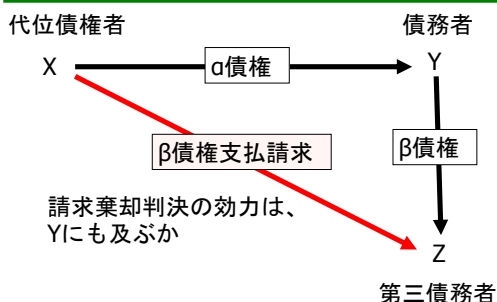 代位債権者
債務者
X
α債権
Y
β債権支払請求
β債権
請求棄却判決の効力は、
Yにも及ぶか
Z
第三債務者